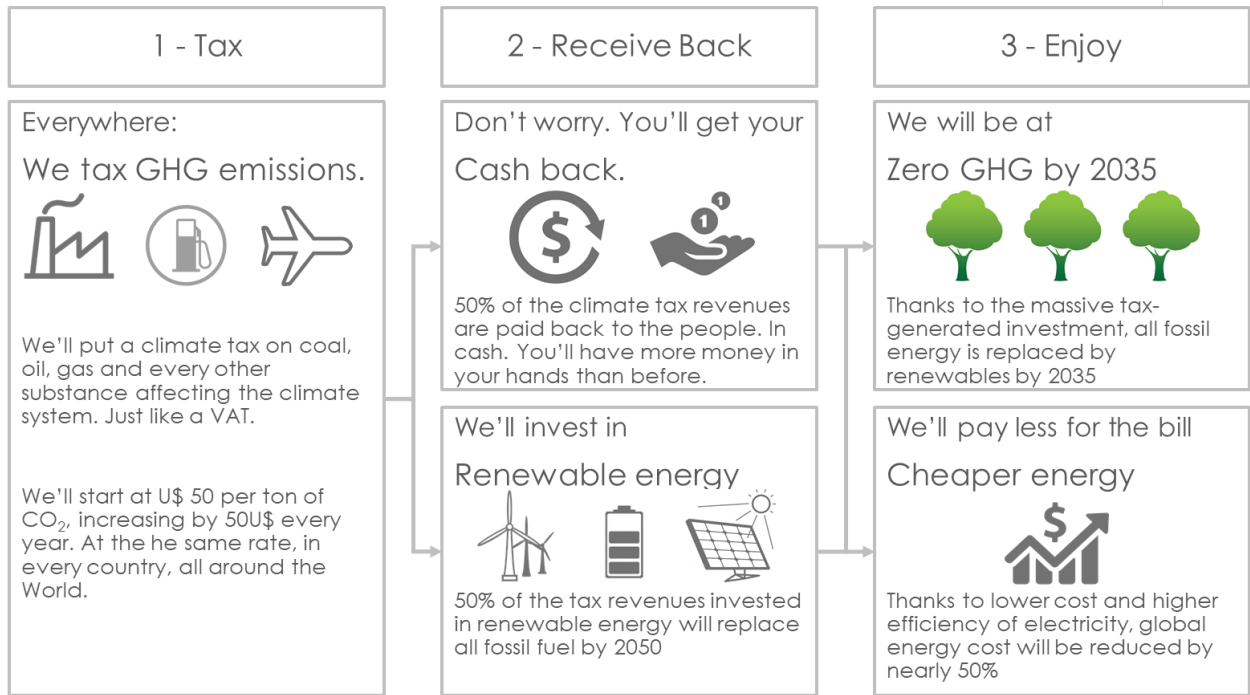 1 - Tax
2 - Receive Back
3 - Enjoy
Everywhere:
We tax GHG emissions.
We'll put a climate tax on coal,
oil, gas and every other
substance affecting the climate
system. Just like a VAT.
We'll start at U$ 50 per ton of
CO₂, increasing by 50U$ every
year. At the he same rate, in
every country, all around the
World.
Don't worry. You'll get your
Cash back.
$
1
1
50% of the climate tax revenues
are paid back to the people. In
cash. You'll have more money in
your hands than before.
We'll invest in
Renewable energy
50% of the tax revenues invested
in renewable energy will replace
all fossil fuel by 2050
We will be at
Zero GHG by 2035
Thanks to the massive tax-
generated investment, all fossil
energy is replaced by
renewables by 2035
We'll pay less for the bill
Cheaper energy
$
Thanks to lower cost and higher
efficiency of electricity, global
energy cost will be reduced by
nearly 50%